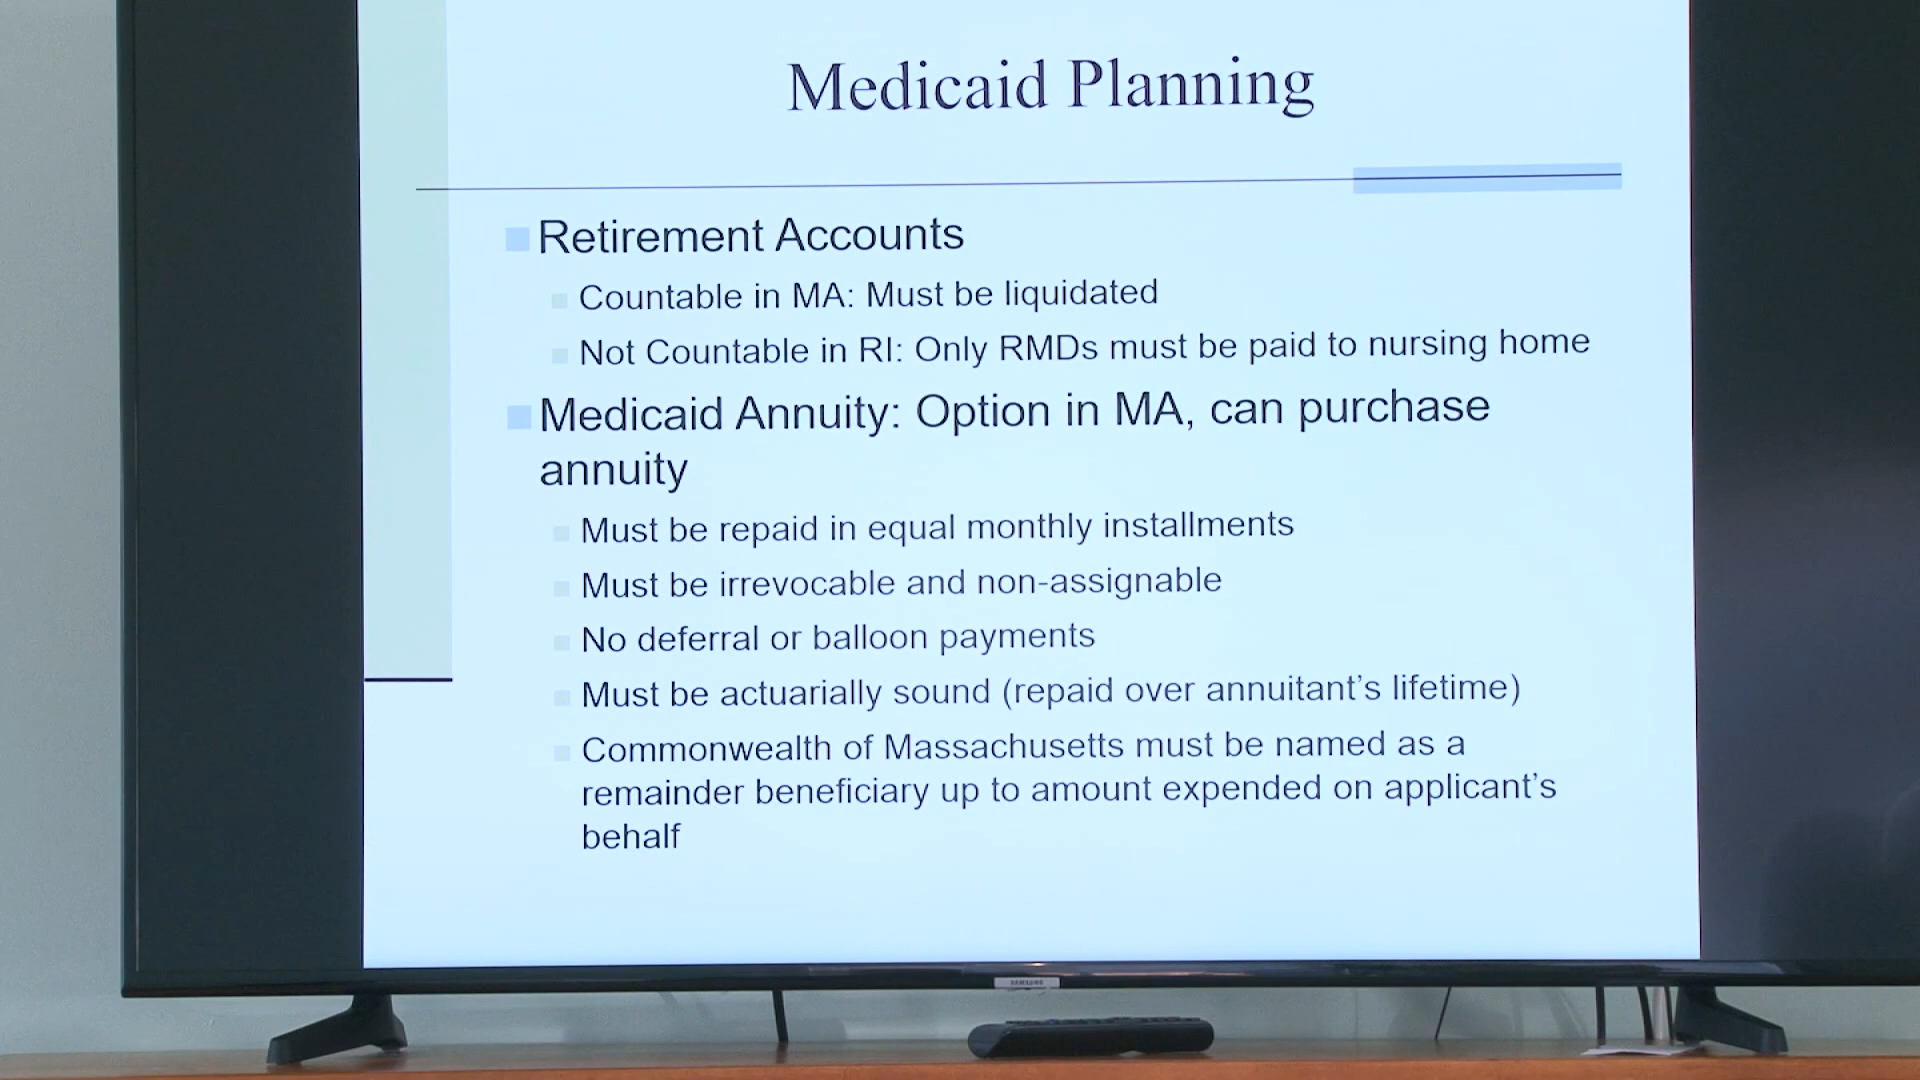 Medicaid Planning
Retirement Accounts
Countable in MA: Must be liquidated
Not Countable in RI: Only RMDs must be paid to nursing home
Medicaid Annuity: Option in MA, can purchase
annuity
Must be repaid in equal monthly installments
Must be irrevocable and non-assignable
No deferral or balloon payments
Must be actuarially sound (repaid over annuitant's lifetime)
Commonwealth of Massachusetts must be named as a
remainder beneficiary up to amount expended on applicant's
behalf
SAMSUNG